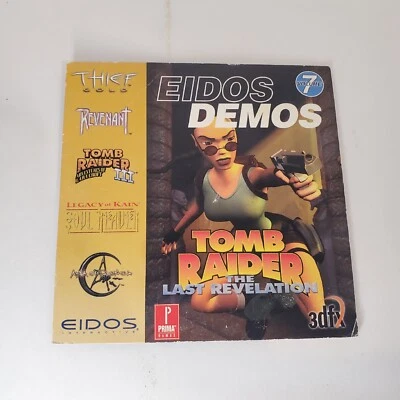 THIEF
GOLD
REVENANT
TOMB
RAIDER
III
LEGACY OF KAIN
SOUL REAVER
EIDOS
INTERACTIVE
EIDOS
DEMOS
7
TOMB
RAIDER
THE
LAST REVELATION
P
PRIMA
GAMES
3dfx